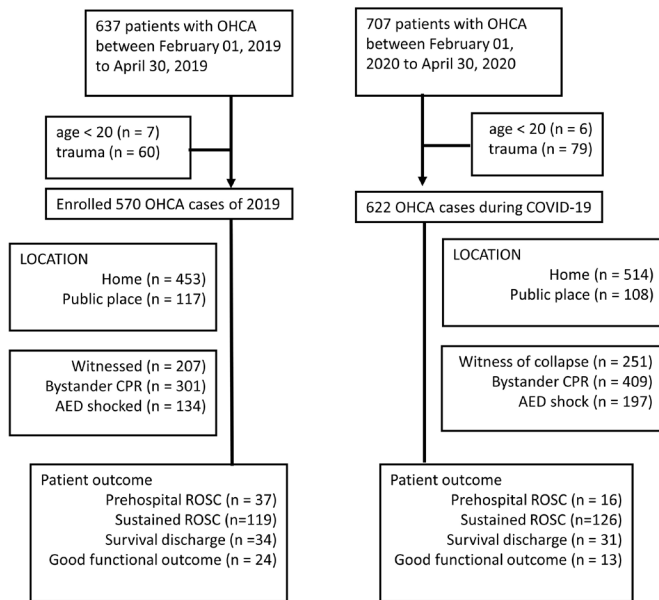 637 patients with OHCA
between February 01, 2019
to April 30, 2019
age < 20 (n = 7)
trauma (n = 60)
Enrolled 570 OHCA cases of 2019
LOCATION
Home (n = 453)
Public place (n = 117)
Witnessed (n = 207)
Bystander CPR (n = 301)
AED shocked (n = 134)
Patient outcome
Prehospital ROSC (n = 37)
Sustained ROSC (n=119)
Survival discharge (n =34)
Good functional outcome (n = 24)
707 patients with OHCA
between February 01,
2020 to April 30, 2020
age < 20 (n = 6)
trauma (n = 79)
622 OHCA cases during COVID-19
LOCATION
Home (n = 514)
Public place (n = 108)
Witness of collapse (n = 251)
Bystander CPR (n = 409)
AED shock (n = 197)
Patient outcome
Prehospital ROSC (n = 16)
Sustained ROSC (n=126)
Survival discharge (n = 31)
Good functional outcome (n = 13)